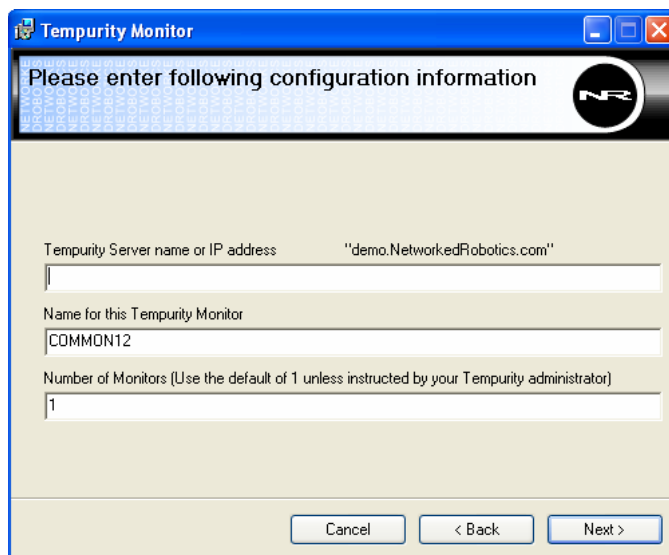 Tempurity Monitor
Please enter following configuration information
NR
Tempurity Server name or IP address "demo.NetworkedRobotics.com"
Name for this Tempurity Monitor
COMMON12
Number of Monitors (Use the default of 1 unless instructed by your Tempurity administrator)
1
Cancel < Back Next >